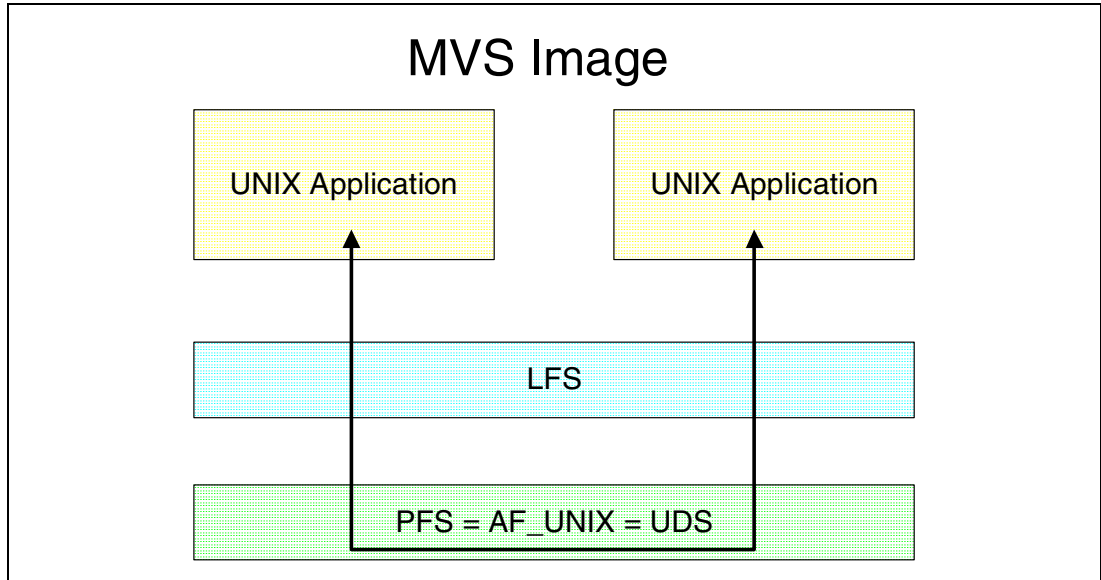 MVS Image
UNIX Application
UNIX Application
LFS
PFS = AF_UNIX = UDS